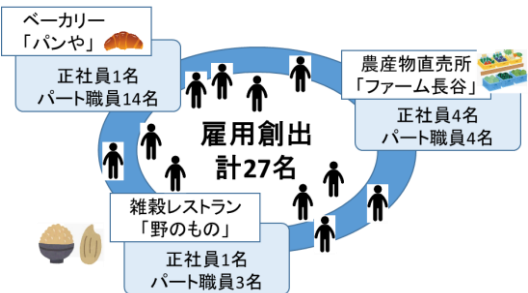 ベーカリー
「パンや」
正社員1名
パート職員14名
農産物直売所
「ファーム長谷」
正社員4名
パート職員4名
雇用創出
計27名
雑穀レストラン
「野のもの」
正社員1名
パート職員3名